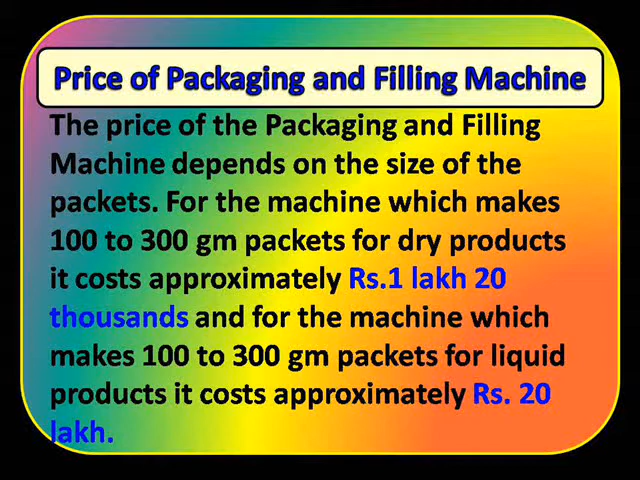 Price of Packaging and Filling Machine
The price of the Packaging and Filling
Machine depends on the size of the
packets. For the machine which makes
100 to 300 gm packets for dry products
it costs approximately Rs.1 lakh 20
thousands and for the machine which
makes 100 to 300 gm packets for liquid
products it costs approximately Rs. 20
lakh.